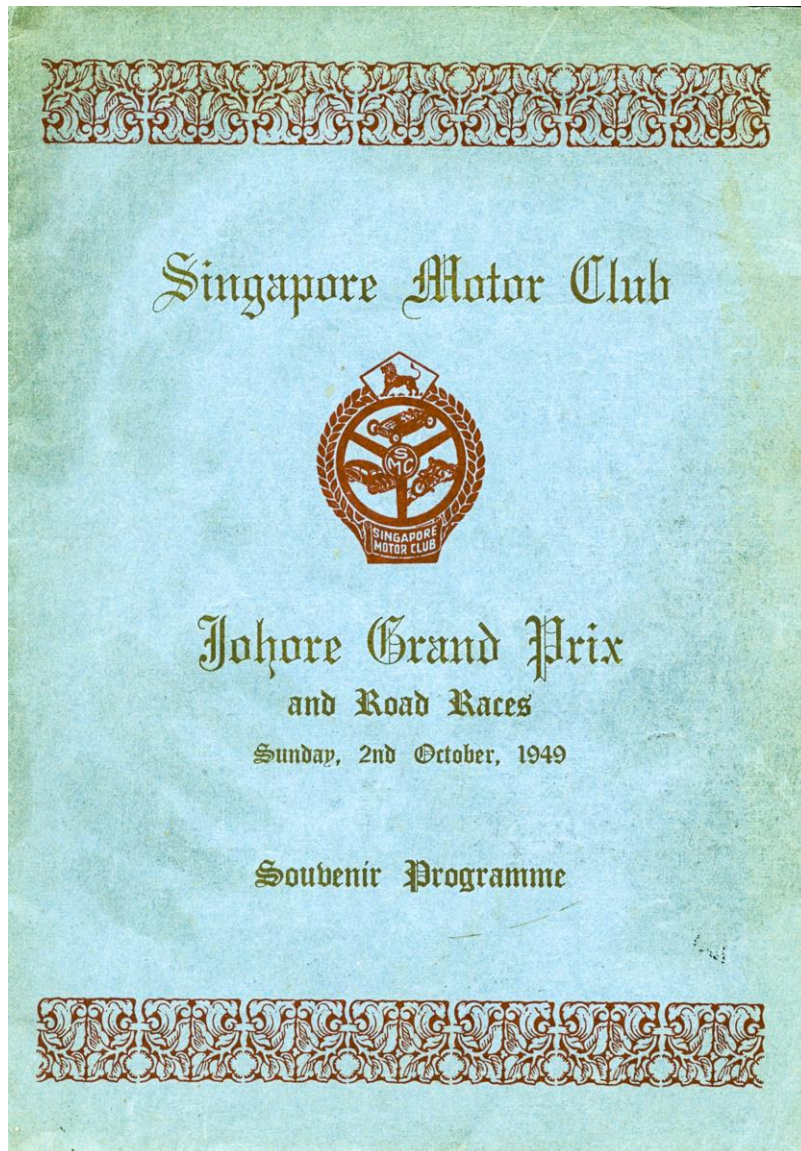 Singapore Motor Club
SMC
SINGAPORE
MOTOR CLUB
Johore Grand Prix
and Road Races
Sunday, 2nd October, 1949
Souvenir Programme